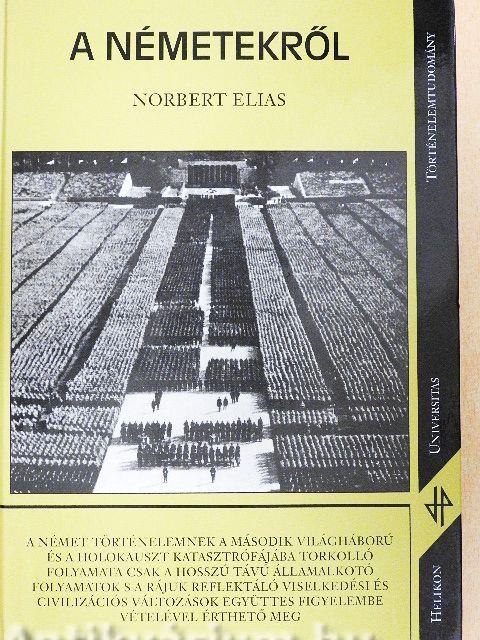 A NÉMETEKRŐL
NORBERT ELIAS
TÖRTÉNELEMTUDOMÁNY
UNIVERSITAS
HELIKON
A NÉMET TÖRTÉNELEMNEK A MÁSODIK VILÁGHÁBORÚ
ÉS A HOLOKAUSZT KATASZTRÓFÁJÁBA TORKOLLÓ
FOLYAMATA CSAK A HOSSZÚ TÁVÚ ÁLLAMALKOTÓ
FOLYAMATOK S A RÁJUK REFLEKTÁLÓ VISELKEDÉSI ÉS
CIVILIZÁCIÓS VÁLTOZÁSOK EGYÜTTES FIGYELEMBE
VÉTELÉVEL ÉRTHETŐ MEG